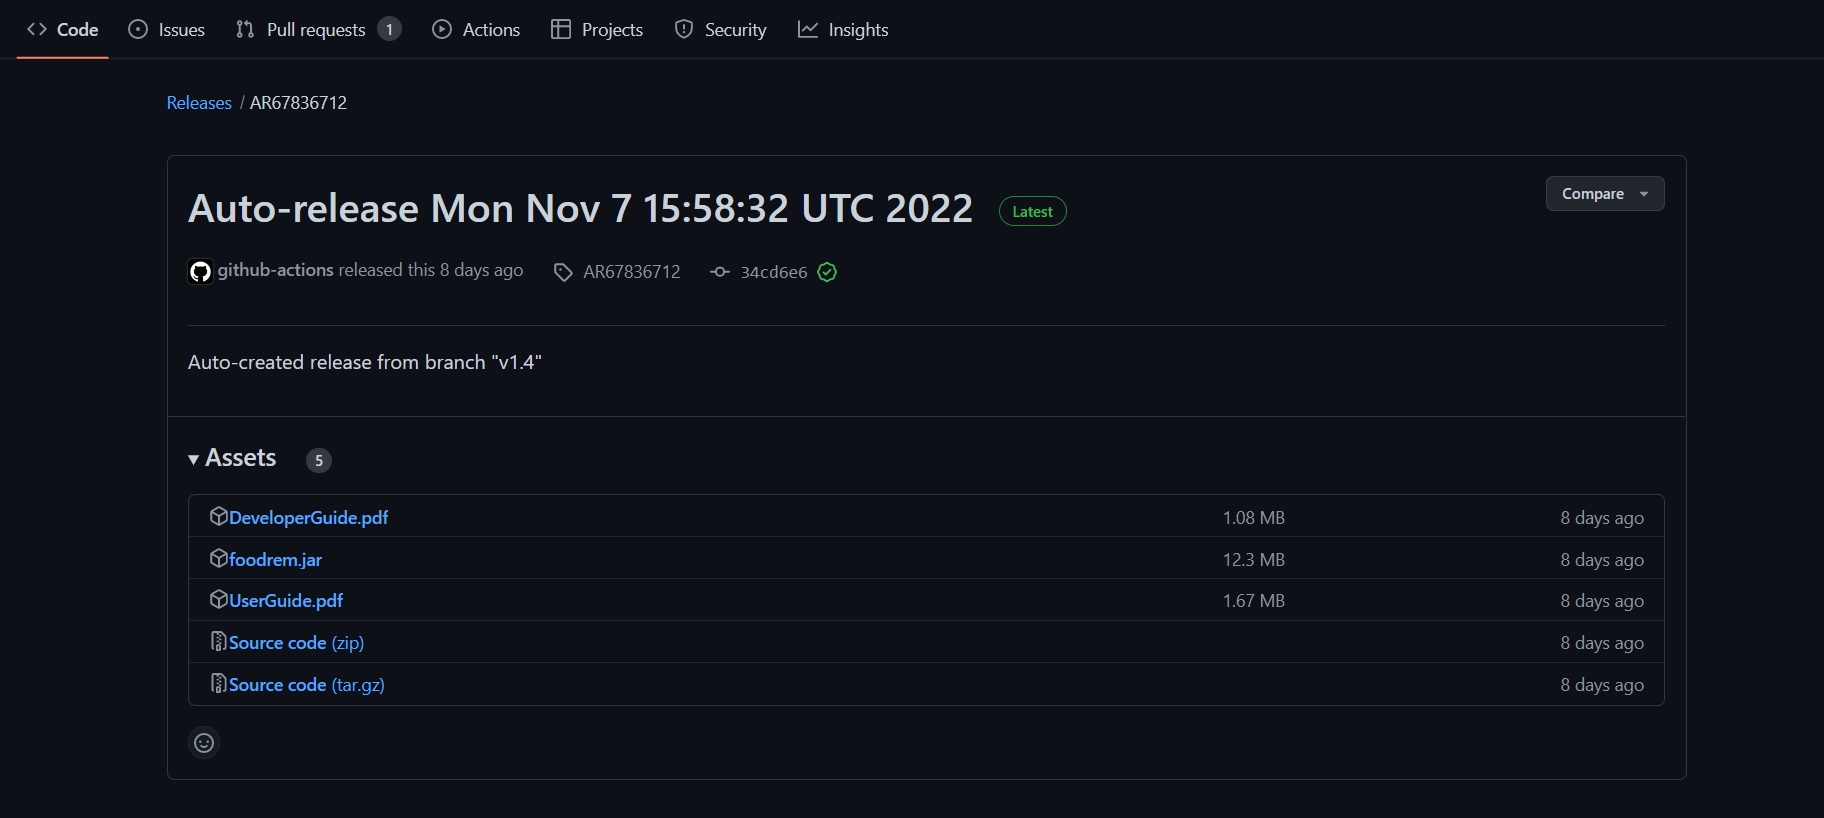 Code Issues Pull requests 1 Actions Projects Security Insights
Releases / AR67836712
Auto-release Mon Nov 7 15:58:32 UTC 2022 Latest Compare
github-actions released this 8 days ago AR67836712 34cd6e6
Auto-created release from branch "v1.4"
Assets 5
DeveloperGuide.pdf 1.08 MB 8 days ago
foodrem.jar 12.3 MB 8 days ago
UserGuide.pdf 1.67 MB 8 days ago
Source code (zip) 8 days ago
Source code (tar.gz) 8 days ago